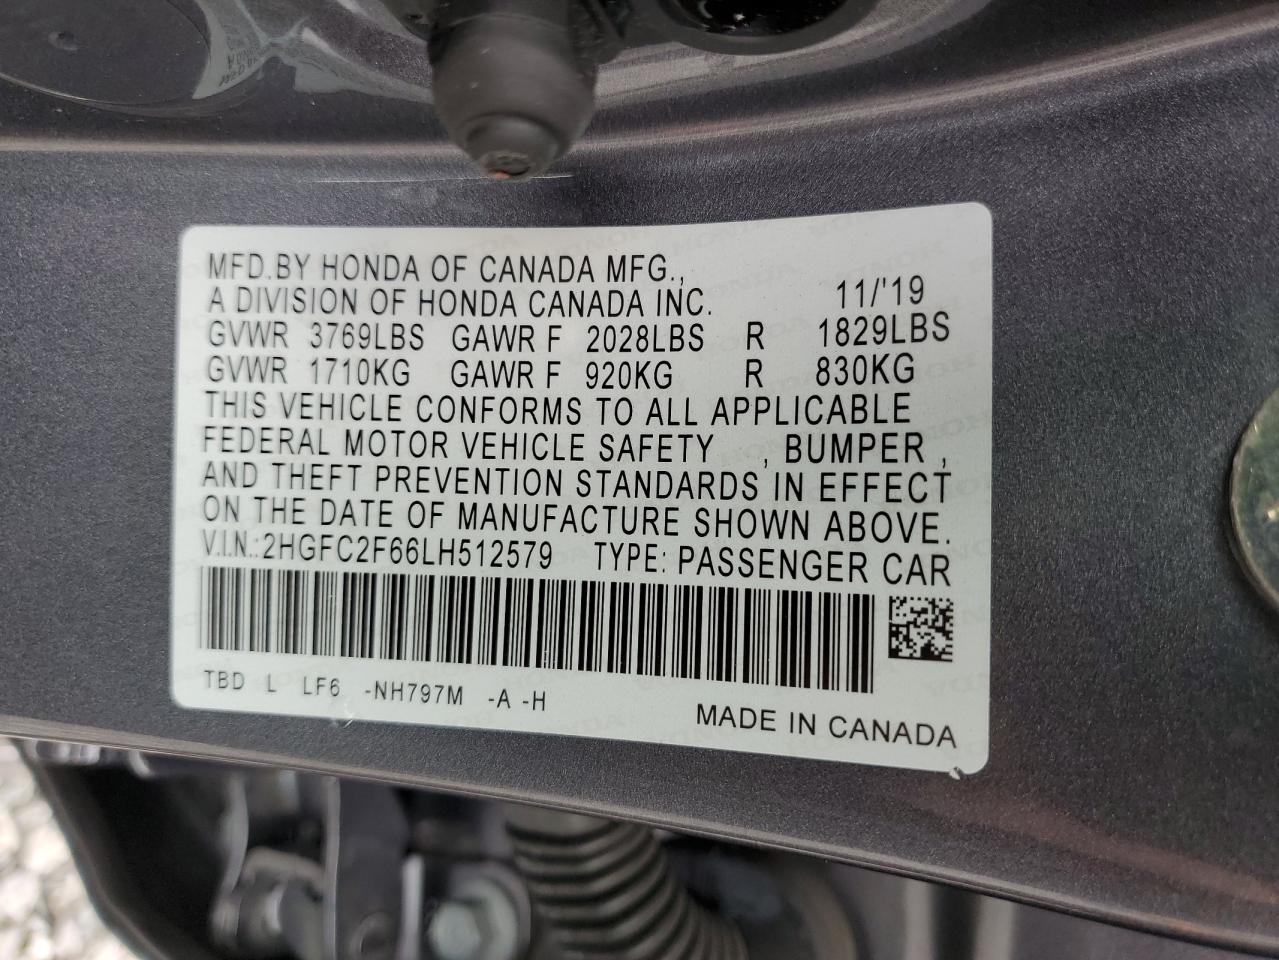 MFD.BY HONDA OF CANADA MFG.,
A DIVISION OF HONDA CANADA INC. 11/'19
GVWR 3769LBS GAWR F 2028LBS R 1829LBS
GVWR 1710KG GAWR F 920KG R 830KG
THIS VEHICLE CONFORMS TO ALL APPLICABLE
FEDERAL MOTOR VEHICLE SAFETY , BUMPER ,
AND THEFT PREVENTION STANDARDS IN EFFECT
ON THE DATE OF MANUFACTURE SHOWN ABOVE.
V.I.N.:2HGFC2F66LH512579 TYPE: PASSENGER CAR
TBD L LF6 -NH797M -A -H
MADE IN CANADA